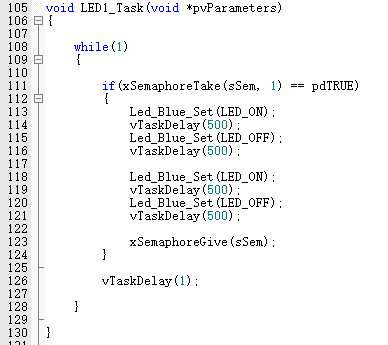 105 void LED1_Task(void *pvParameters)
106 {
107
108 while(1)
109 {
110
111 if(xSemaphoreTake(sSem, 1) == pdTRUE)
112 {
113 Led_Blue_Set(LED_ON);
114 vTaskDelay(500);
115 Led_Blue_Set(LED_OFF);
116 vTaskDelay(500);
117
118 Led_Blue_Set(LED_ON);
119 vTaskDelay(500);
120 Led_Blue_Set(LED_OFF);
121 vTaskDelay(500);
122
123 xSemaphoreGive(sSem);
124 }
125
126 vTaskDelay(1);
127
128 }
129
130 }